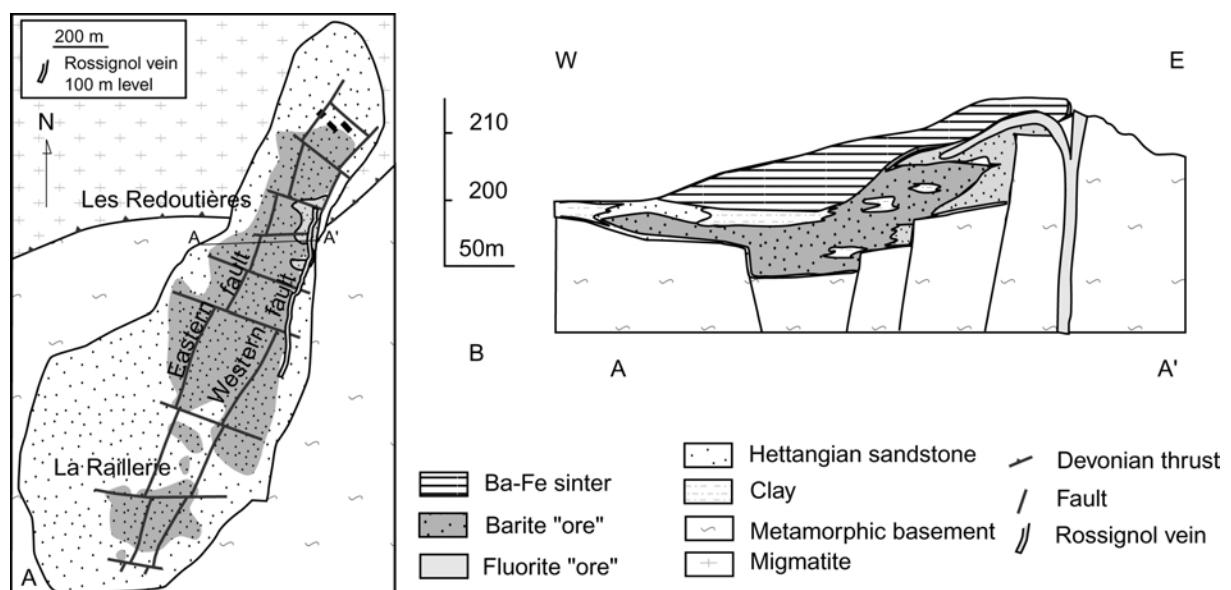 200 m
Rossignol vein
100 m level
N
Les Redoutières
A
A'
Eastern fault
Western fault
La Raillerie
A
W
E
210
200
50m
B
A
A'
Ba-Fe sinter
Barite "ore"
Fluorite "ore"
Hettangian sandstone
Clay
Metamorphic basement
Migmatite
Devonian thrust
Fault
Rossignol vein